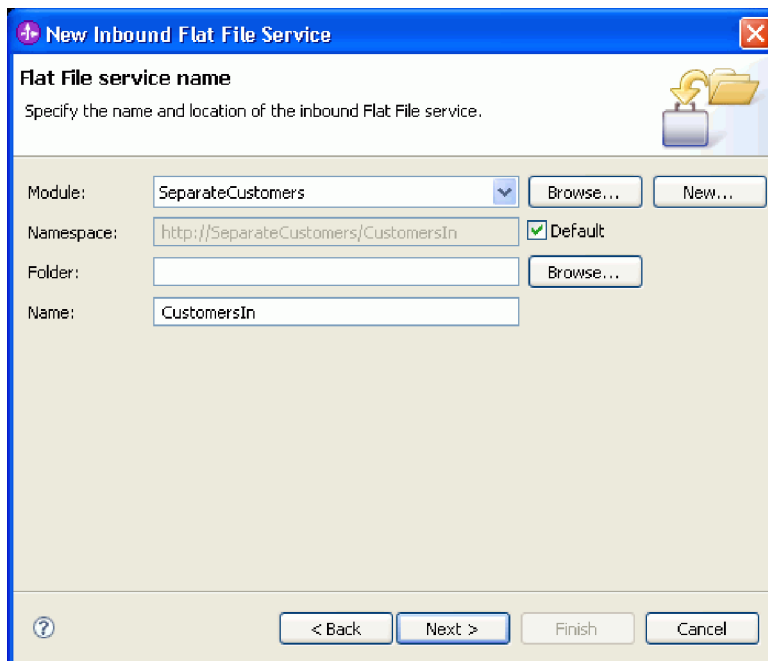 New Inbound Flat File Service
Flat File service name
Specify the name and location of the inbound Flat File service.
Module: SeparateCustomers Browse... New...
Namespace: http://SeparateCustomers/CustomersIn Default
Folder: Browse...
Name: CustomersIn
? < Back Next > Finish Cancel